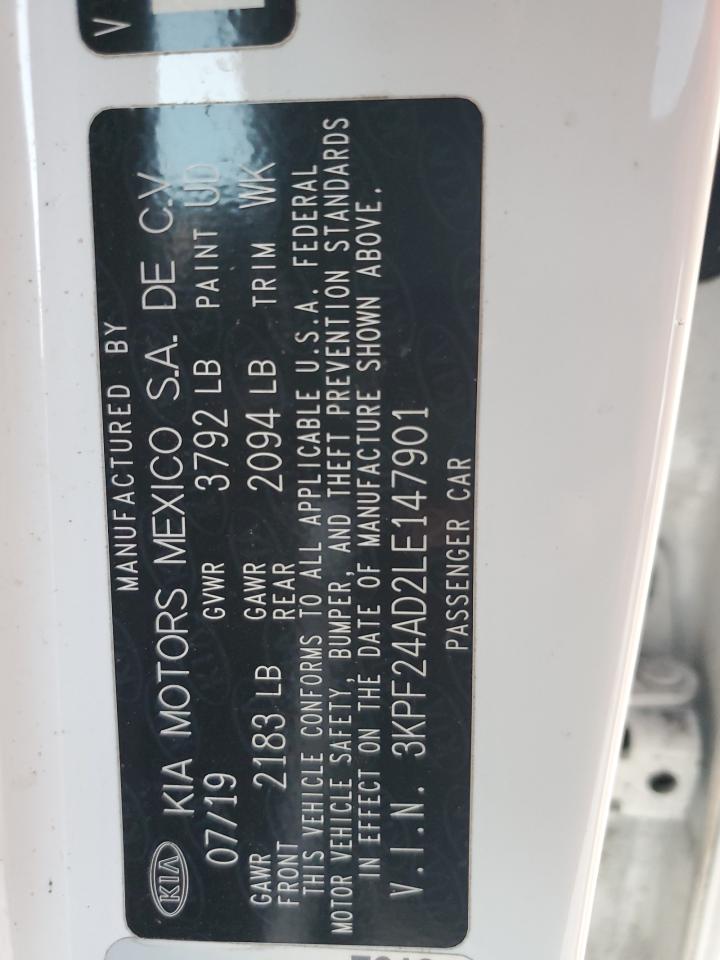 V
MANUFACTURED BY
KIA KIA MOTORS MEXICO S.A. DE C.V
07/19 GVWR 3792 LB PAINT UD
GAWR FRONT 2183 LB GAWR REAR 2094 LB TRIM WK
THIS VEHICLE CONFORMS TO ALL APPLICABLE U.S.A. FEDERAL
MOTOR VEHICLE SAFETY, BUMPER, AND THEFT PREVENTION STANDARDS
IN EFFECT ON THE DATE OF MANUFACTURE SHOWN ABOVE.
V.I.N. 3KPF24AD2LE147901
PASSENGER CAR